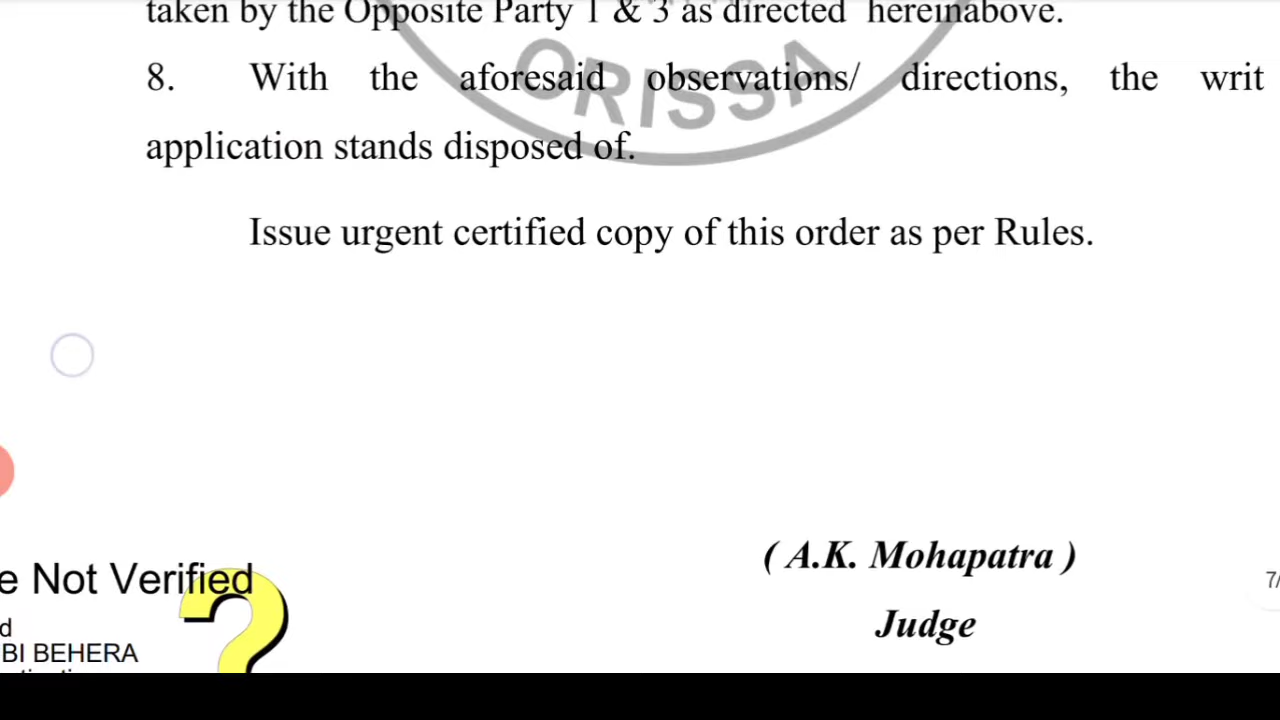 taken by the Opposite Party 1 & 3 as directed hereinabove.
ORISSA
8. With the aforesaid observations/ directions, the writ
application stands disposed of.
Issue urgent certified copy of this order as per Rules.
( A.K. Mohapatra )
Judge
e Not Verified
d
BI BEHERA
7/